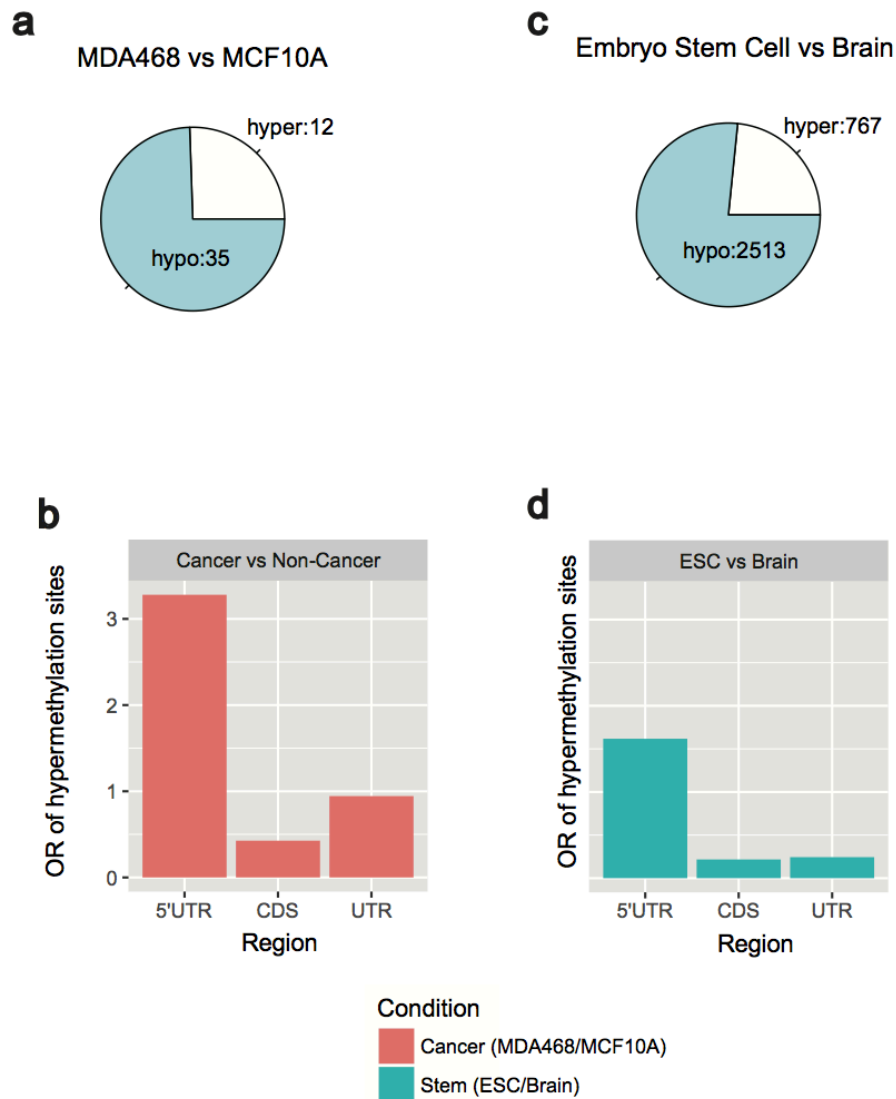 a
MDA468 vs MCF10A
hyper:12
hypo:35
c
Embryo Stem Cell vs Brain
hyper:767
hypo:2513
b
Cancer vs Non-Cancer
OR of hypermethylation sites
3
2
1
0
5'UTR CDS UTR
Region
d
ESC vs Brain
OR of hypermethylation sites
5'UTR CDS UTR
Region
Condition
Cancer (MDA468/MCF10A)
Stem (ESC/Brain)